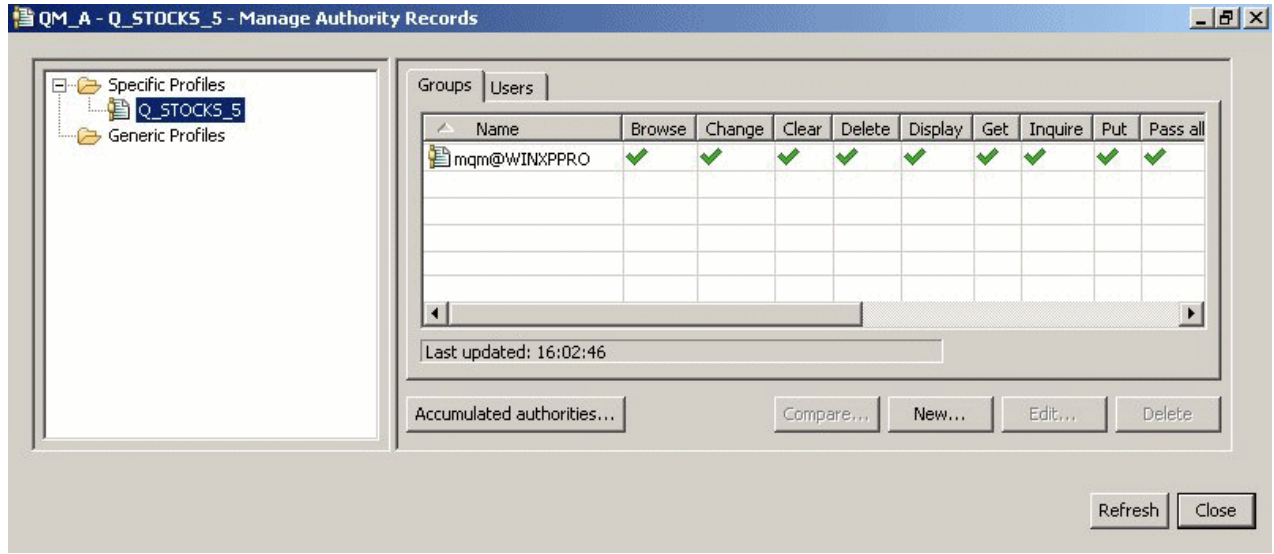 QM_A - Q_STOCKS_5 - Manage Authority Records
Specific Profiles
Q_STOCKS_5
Generic Profiles
Groups Users
Name Browse Change Clear Delete Display Get Inquire Put Pass all
mqm@WINXPPRO
Last updated: 16:02:46
Accumulated authorities... Compare... New... Edit... Delete
Refresh Close